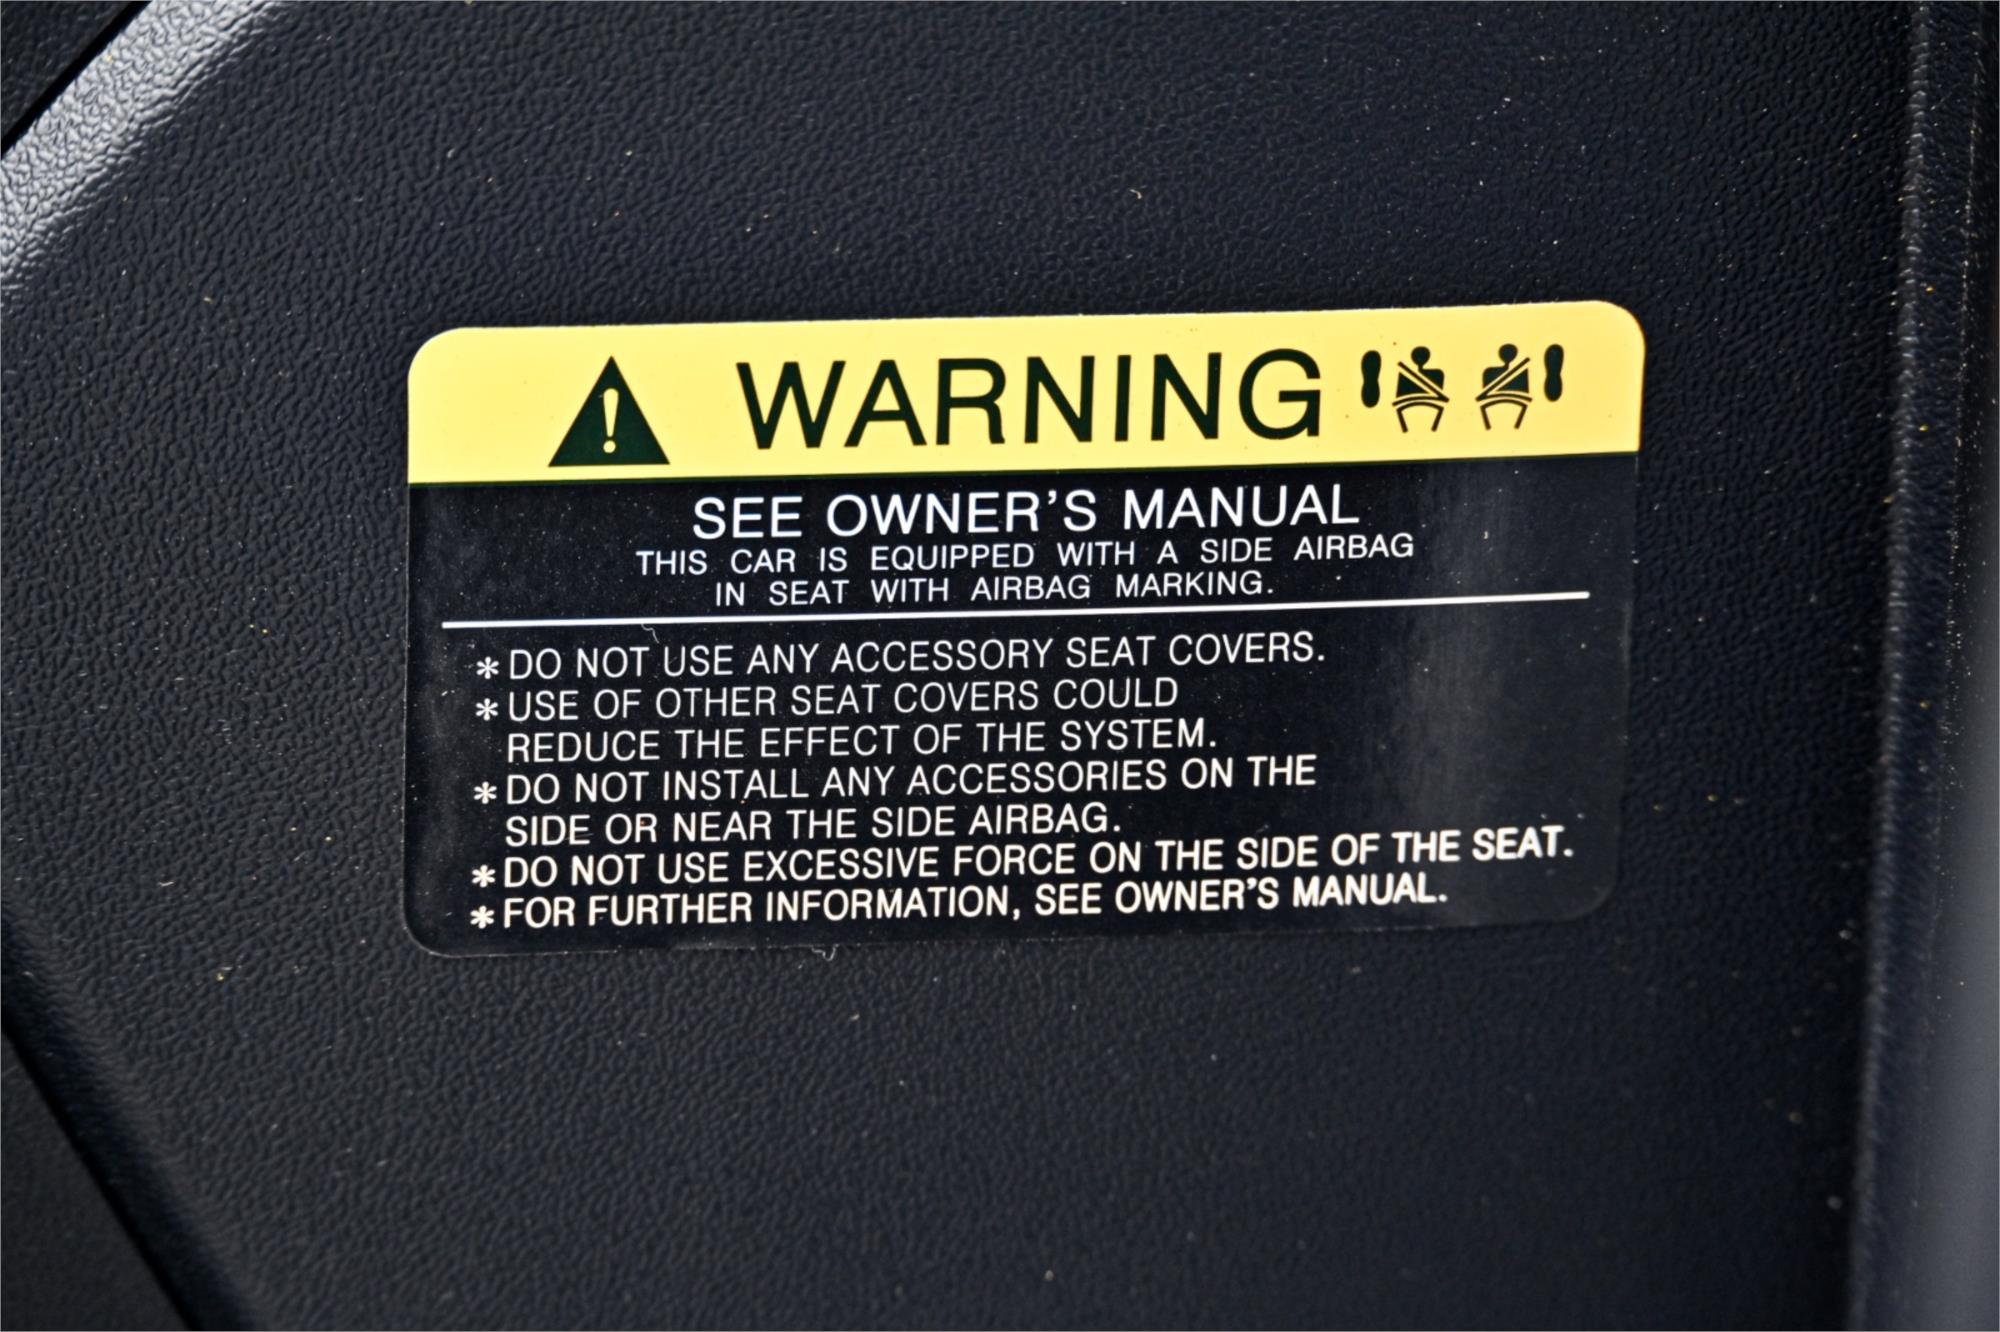 WARNING
SEE OWNER'S MANUAL
THIS CAR IS EQUIPPED WITH A SIDE AIRBAG
IN SEAT WITH AIRBAG MARKING.
* DO NOT USE ANY ACCESSORY SEAT COVERS.
* USE OF OTHER SEAT COVERS COULD
REDUCE THE EFFECT OF THE SYSTEM.
* DO NOT INSTALL ANY ACCESSORIES ON THE
SIDE OR NEAR THE SIDE AIRBAG.
* DO NOT USE EXCESSIVE FORCE ON THE SIDE OF THE SEAT.
* FOR FURTHER INFORMATION, SEE OWNER'S MANUAL.